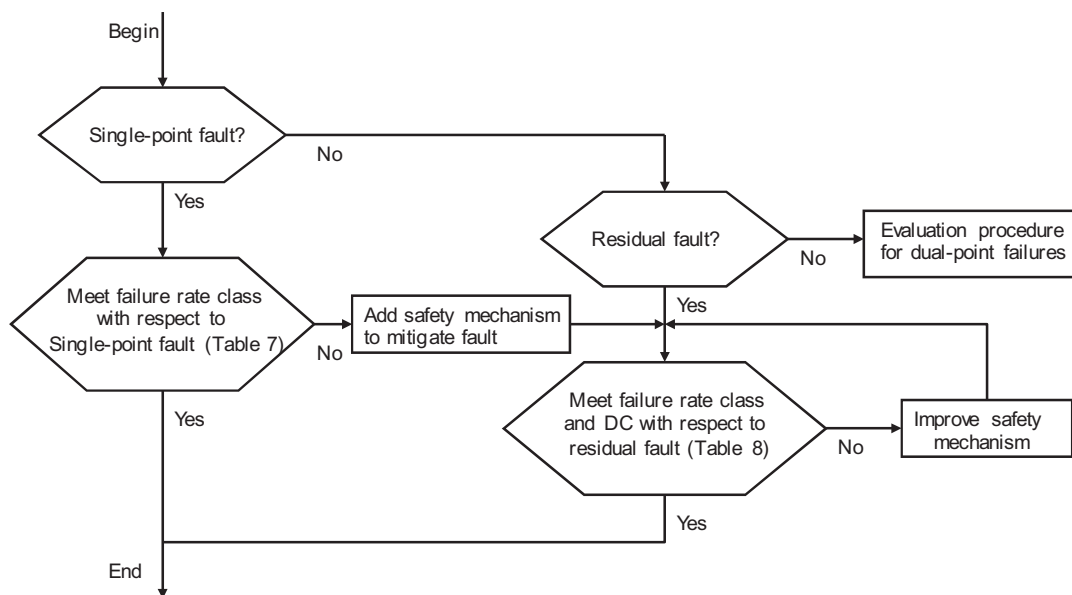 Begin
Single-point fault?
No
Yes
Residual fault?
No
Evaluation procedure
for dual-point failures
Yes
Meet failure rate class
with respect to
Single-point fault (Table 7)
No
Add safety mechanism
to mitigate fault
Yes
Meet failure rate class
and DC with respect to
residual fault (Table 8)
No
Improve safety
mechanism
Yes
End